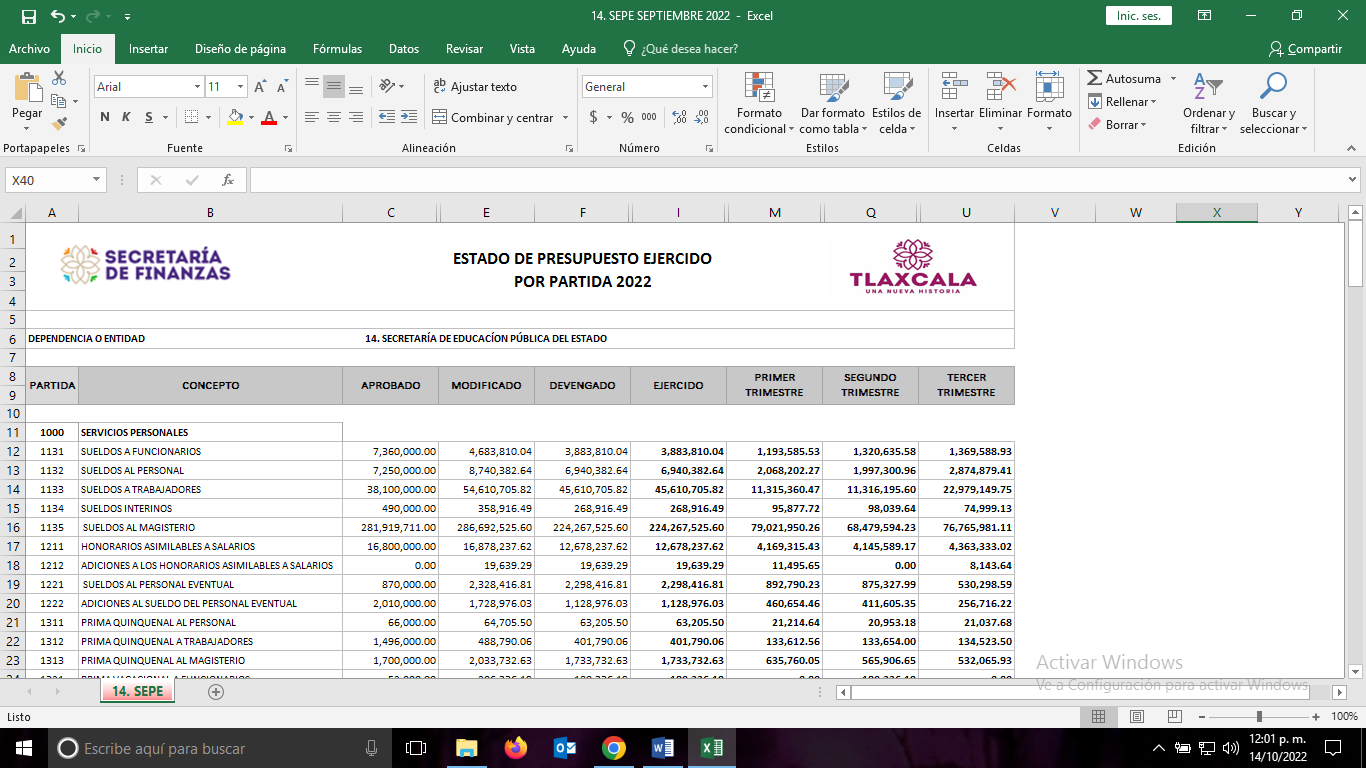 14. SEPE SEPTIEMBRE 2022 - Excel
Inic. ses.
Archivo Inicio Insertar Diseño de página Fórmulas Datos Revisar Vista Ayuda ¿Qué desea hacer? Compartir
Pegar
Arial 11
N K S
Ajustar texto
Combinar y centrar
General
$ % 000
Formato condicional
Dar formato como tabla
Estilos de celda
Insertar Eliminar Formato
Autosuma
Rellenar
Borrar
Ordenar y filtrar
Buscar y seleccionar
Portapapeles Fuente Alineación Número Estilos Celdas Edición
X40 fx
A B C E F I M Q U V W X Y
1
2
3
4
5
6
7
8
9
10
SECRETARÍA DE FINANZAS
ESTADO DE PRESUPUESTO EJERCIDO
POR PARTIDA 2022
TLAXCALA
UNA NUEVA HISTORIA
DEPENDENCIA O ENTIDAD 14. SECRETARÍA DE EDUCACÍON PÚBLICA DEL ESTADO
PARTIDA CONCEPTO APROBADO MODIFICADO DEVENGADO EJERCIDO PRIMER TRIMESTRE SEGUNDO TRIMESTRE TERCER TRIMESTRE
11 1000 SERVICIOS PERSONALES
12 1131 SUELDOS A FUNCIONARIOS 7,360,000.00 4,683,810.04 3,883,810.04 3,883,810.04 1,193,585.53 1,320,635.58 1,369,588.93
13 1132 SUELDOS AL PERSONAL 7,250,000.00 8,740,382.64 6,940,382.64 6,940,382.64 2,068,202.27 1,997,300.96 2,874,879.41
14 1133 SUELDOS A TRABAJADORES 38,100,000.00 54,610,705.82 45,610,705.82 45,610,705.82 11,315,360.47 11,316,195.60 22,979,149.75
15 1134 SUELDOS INTERINOS 490,000.00 358,916.49 268,916.49 268,916.49 95,877.72 98,039.64 74,999.13
16 1135 SUELDOS AL MAGISTERIO 281,919,711.00 286,692,525.60 224,267,525.60 224,267,525.60 79,021,950.26 68,479,594.23 76,765,981.11
17 1211 HONORARIOS ASIMILABLES A SALARIOS 16,800,000.00 16,878,237.62 12,678,237.62 12,678,237.62 4,169,315.43 4,145,589.17 4,363,333.02
18 1212 ADICIONES A LOS HONORARIOS ASIMILABLES A SALARIOS 0.00 19,639.29 19,639.29 19,639.29 11,495.65 0.00 8,143.64
19 1221 SUELDOS AL PERSONAL EVENTUAL 870,000.00 2,328,416.81 2,298,416.81 2,298,416.81 892,790.23 875,327.99 530,298.59
20 1222 ADICIONES AL SUELDO DEL PERSONAL EVENTUAL 2,010,000.00 1,728,976.03 1,128,976.03 1,128,976.03 460,654.46 411,605.35 256,716.22
21 1311 PRIMA QUINQUENAL AL PERSONAL 66,000.00 64,705.50 63,205.50 63,205.50 21,214.64 20,953.18 21,037.68
22 1312 PRIMA QUINQUENAL A TRABAJADORES 1,496,000.00 488,790.06 401,790.06 401,790.06 133,612.56 133,654.00 134,523.50
23 1313 PRIMA QUINQUENAL AL MAGISTERIO 1,700,000.00 2,033,732.63 1,733,732.63 1,733,732.63 635,760.05 565,906.65 532,065.93
Activar Windows
Ve a Configuración para activar Windows.
14. SEPE
Listo
100%
Escribe aquí para buscar
12:01 p. m.
14/10/2022